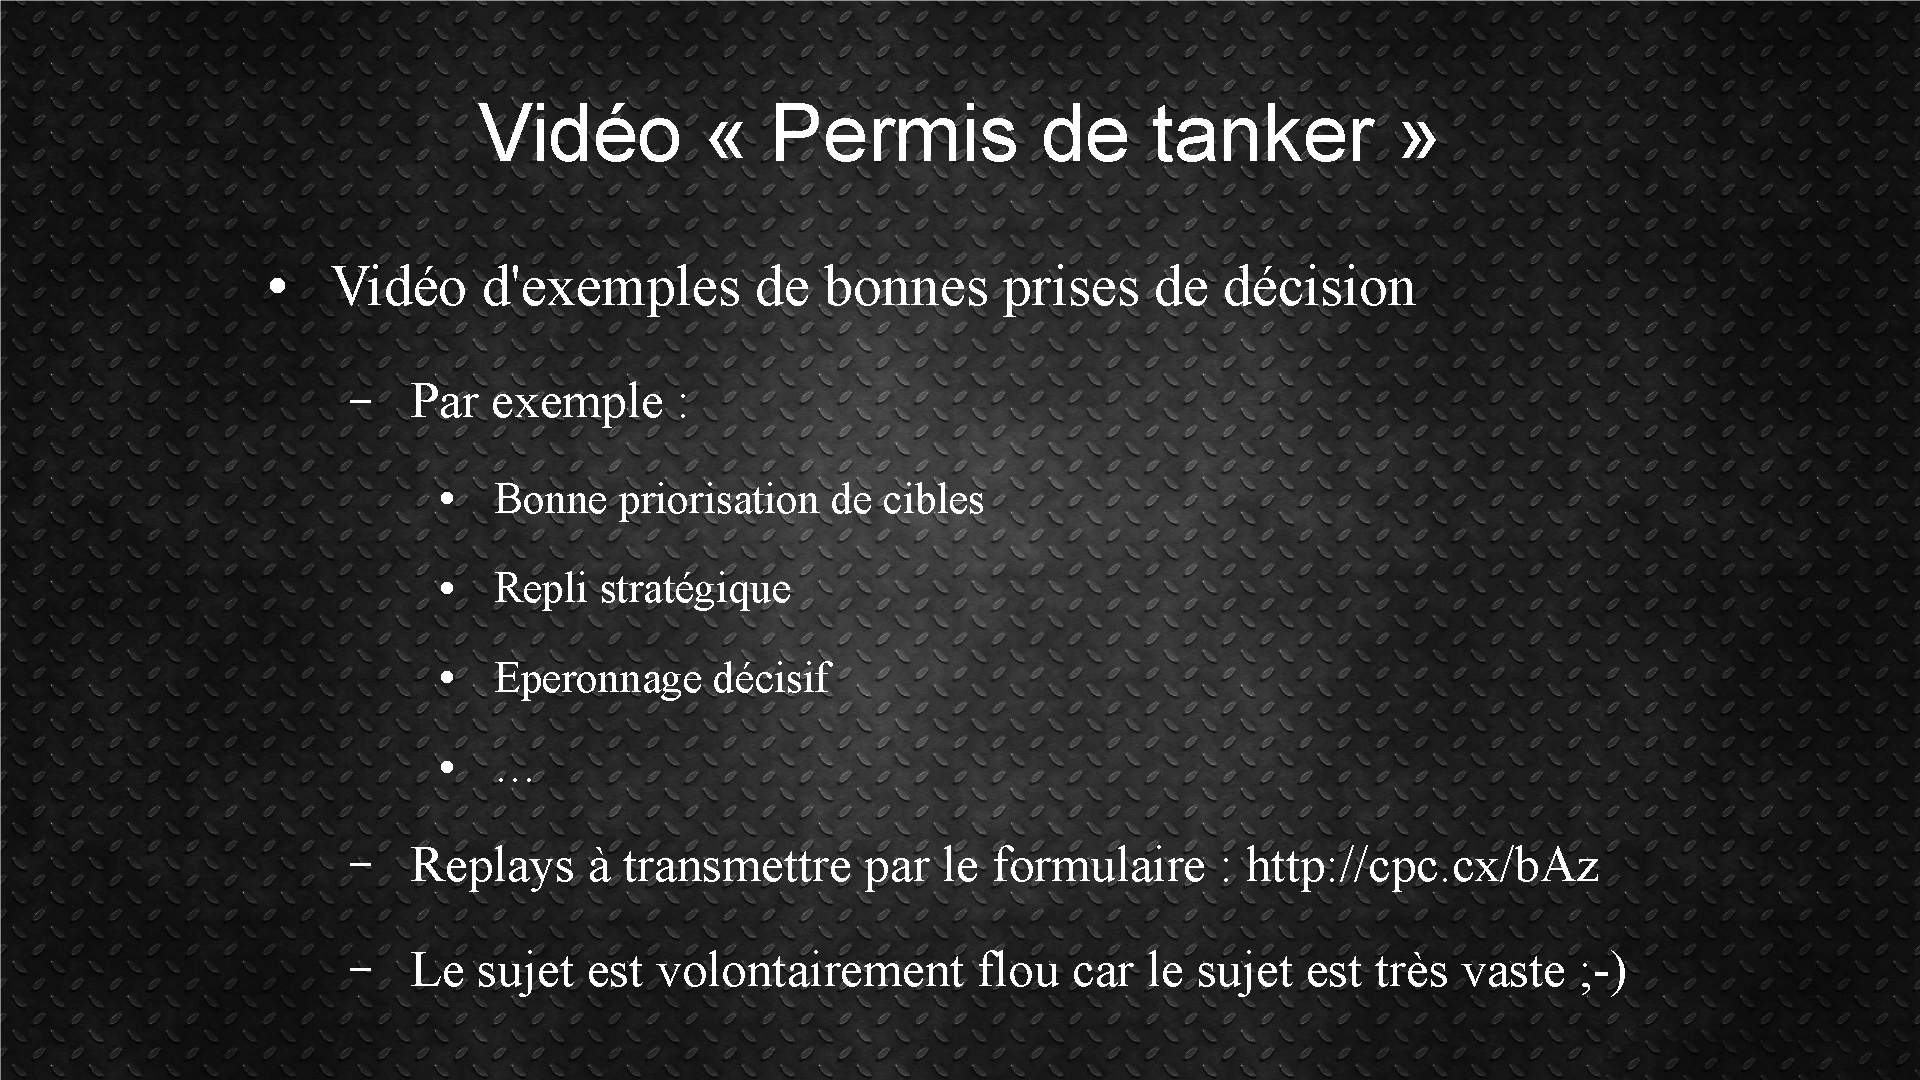 Vidéo « Permis de tanker »
● Vidéo d'exemples de bonnes prises de décision
– Par exemple :
● Bonne priorisation de cibles
● Repli stratégique
● Eperonnage décisif
● …
– Replays à transmettre par le formulaire : http://cpc.cx/bAz
– Le sujet est volontairement flou car le sujet est très vaste ;-)